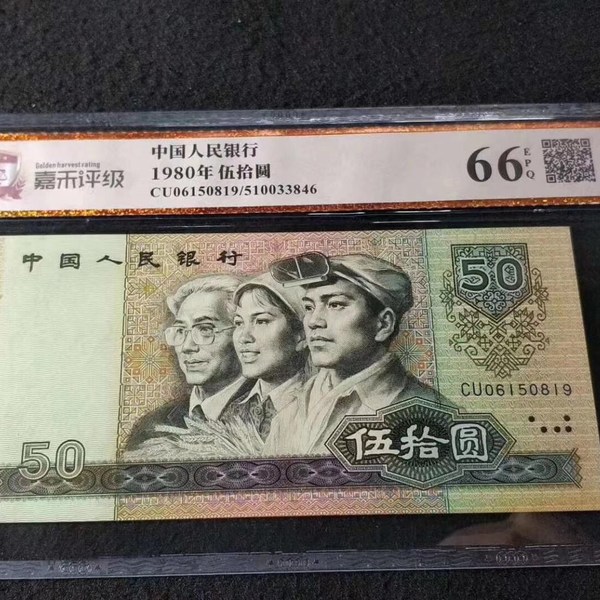 Golden harvest rating
嘉禾评级
中国人民银行
1980年 伍拾圆
CU06150819/510033846
66 EPQ
中国人民银行
50
CU06150819
伍拾圆
50